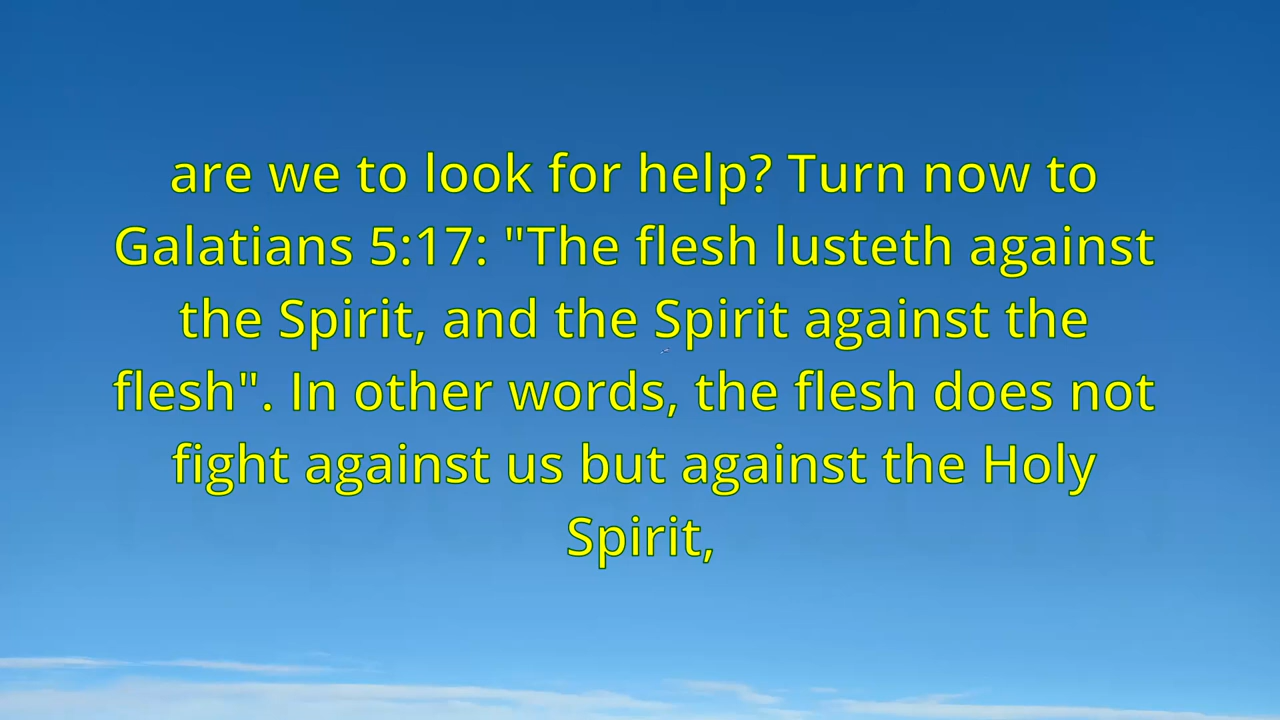 are we to look for help? Turn now to
Galatians 5:17: "The flesh lusteth against
the Spirit, and the Spirit against the
flesh". In other words, the flesh does not
fight against us but against the Holy
Spirit,